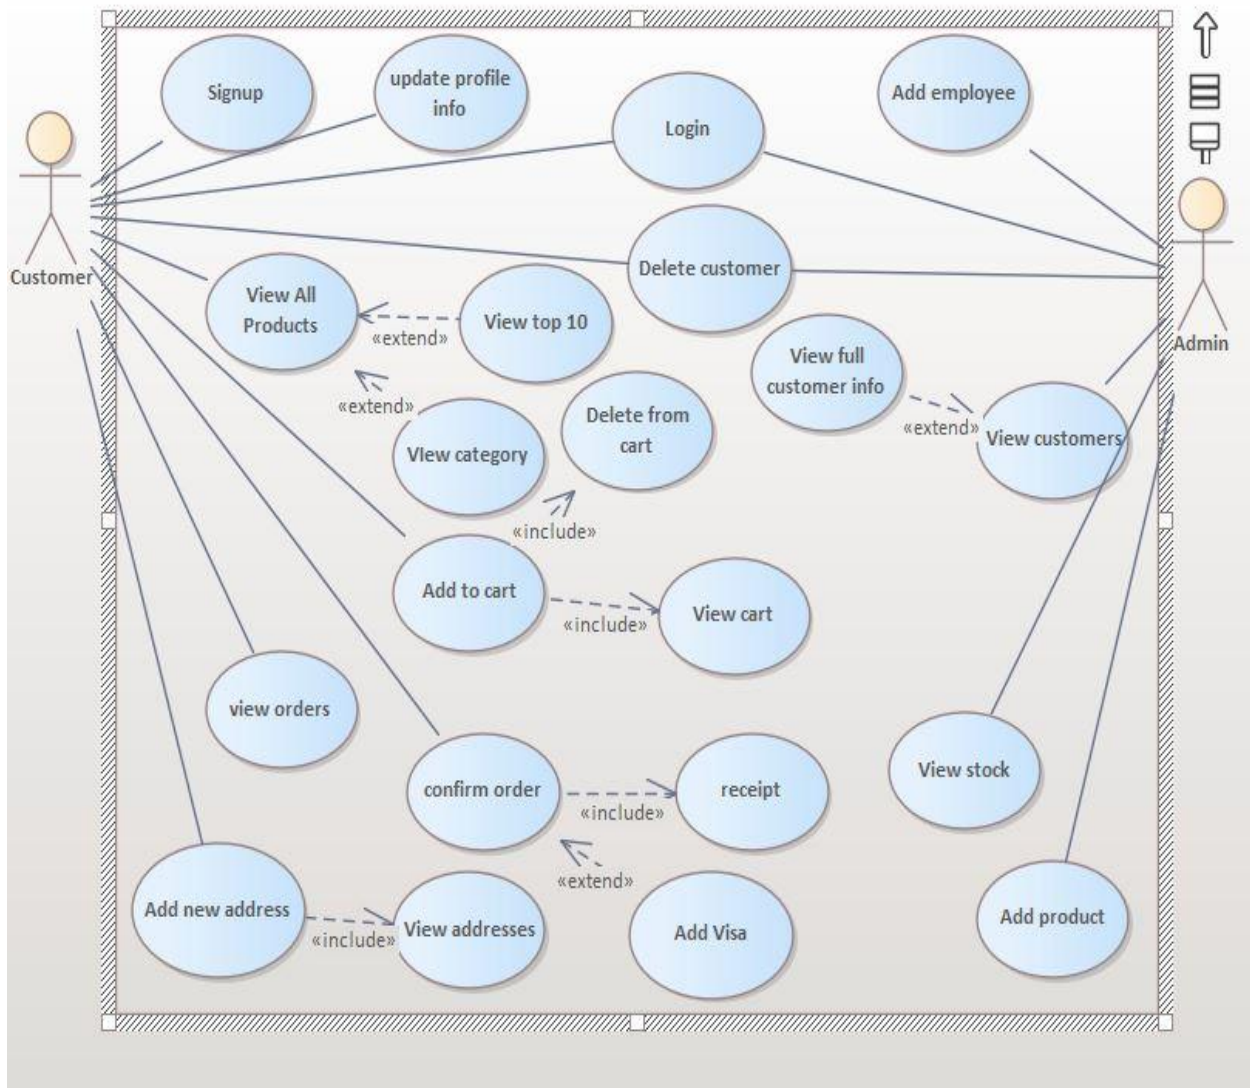 Signup
update profile
info
Login
Add employee
Customer
Delete customer
View All
Products
View top 10
«extend»
Admin
View full
customer info
«extend»
Delete from
cart
«extend»
View customers
VIew category
«include»
Add to cart
View cart
«include»
view orders
View stock
confirm order
receipt
«include»
«extend»
Add new address
View addresses
«include»
Add Visa
Add product